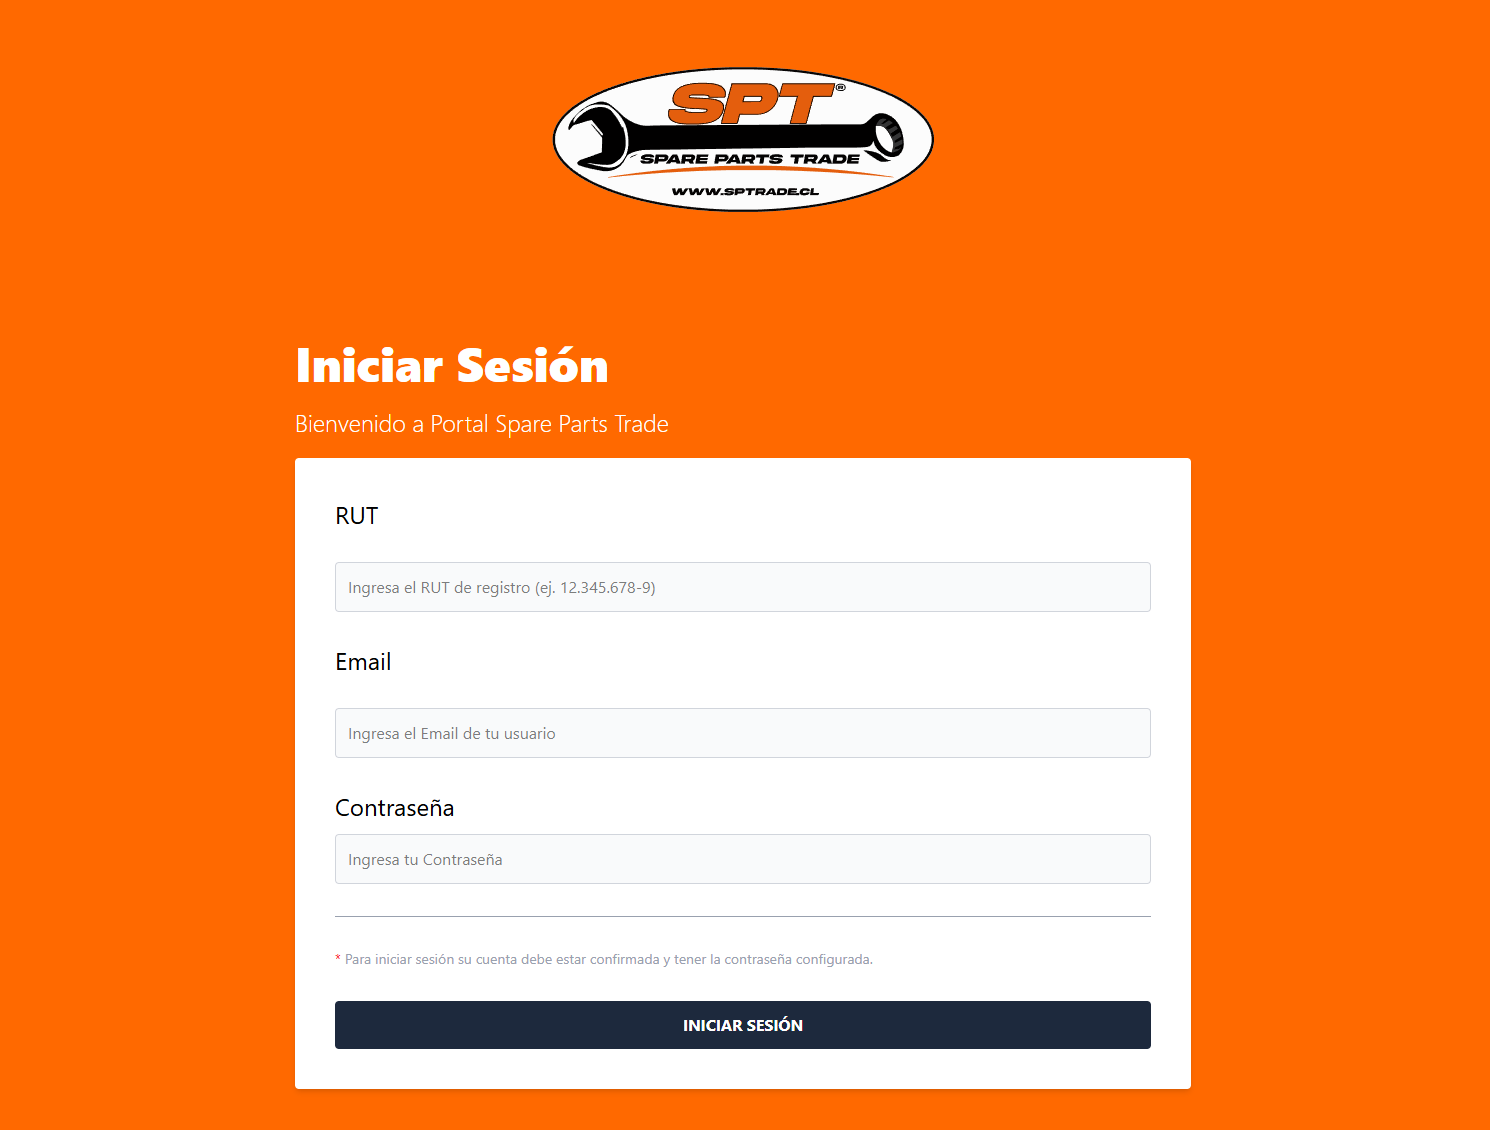 SPT®
SPARE PARTS TRADE
WWW.SPTRADE.CL
Iniciar Sesión
Bienvenido a Portal Spare Parts Trade
RUT
Ingresa el RUT de registro (ej. 12.345.678-9)
Email
Ingresa el Email de tu usuario
Contraseña
Ingresa tu Contraseña
* Para iniciar sesión su cuenta debe estar confirmada y tener la contraseña configurada.
INICIAR SESIÓN